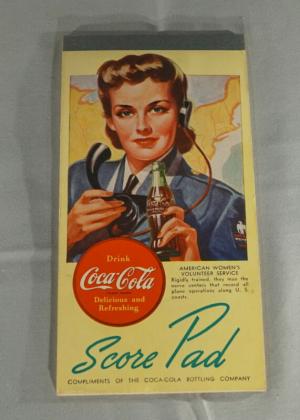 Drink
Coca-Cola
Delicious and
Refreshing
AMERICAN WOMEN'S
VOLUNTEER SERVICE
Rigidly trained, they man the
nerve centers that record all
plane operations along U. S.
coasts.
Score Pad
COMPLIMENTS OF THE COCA-COLA BOTTLING COMPANY